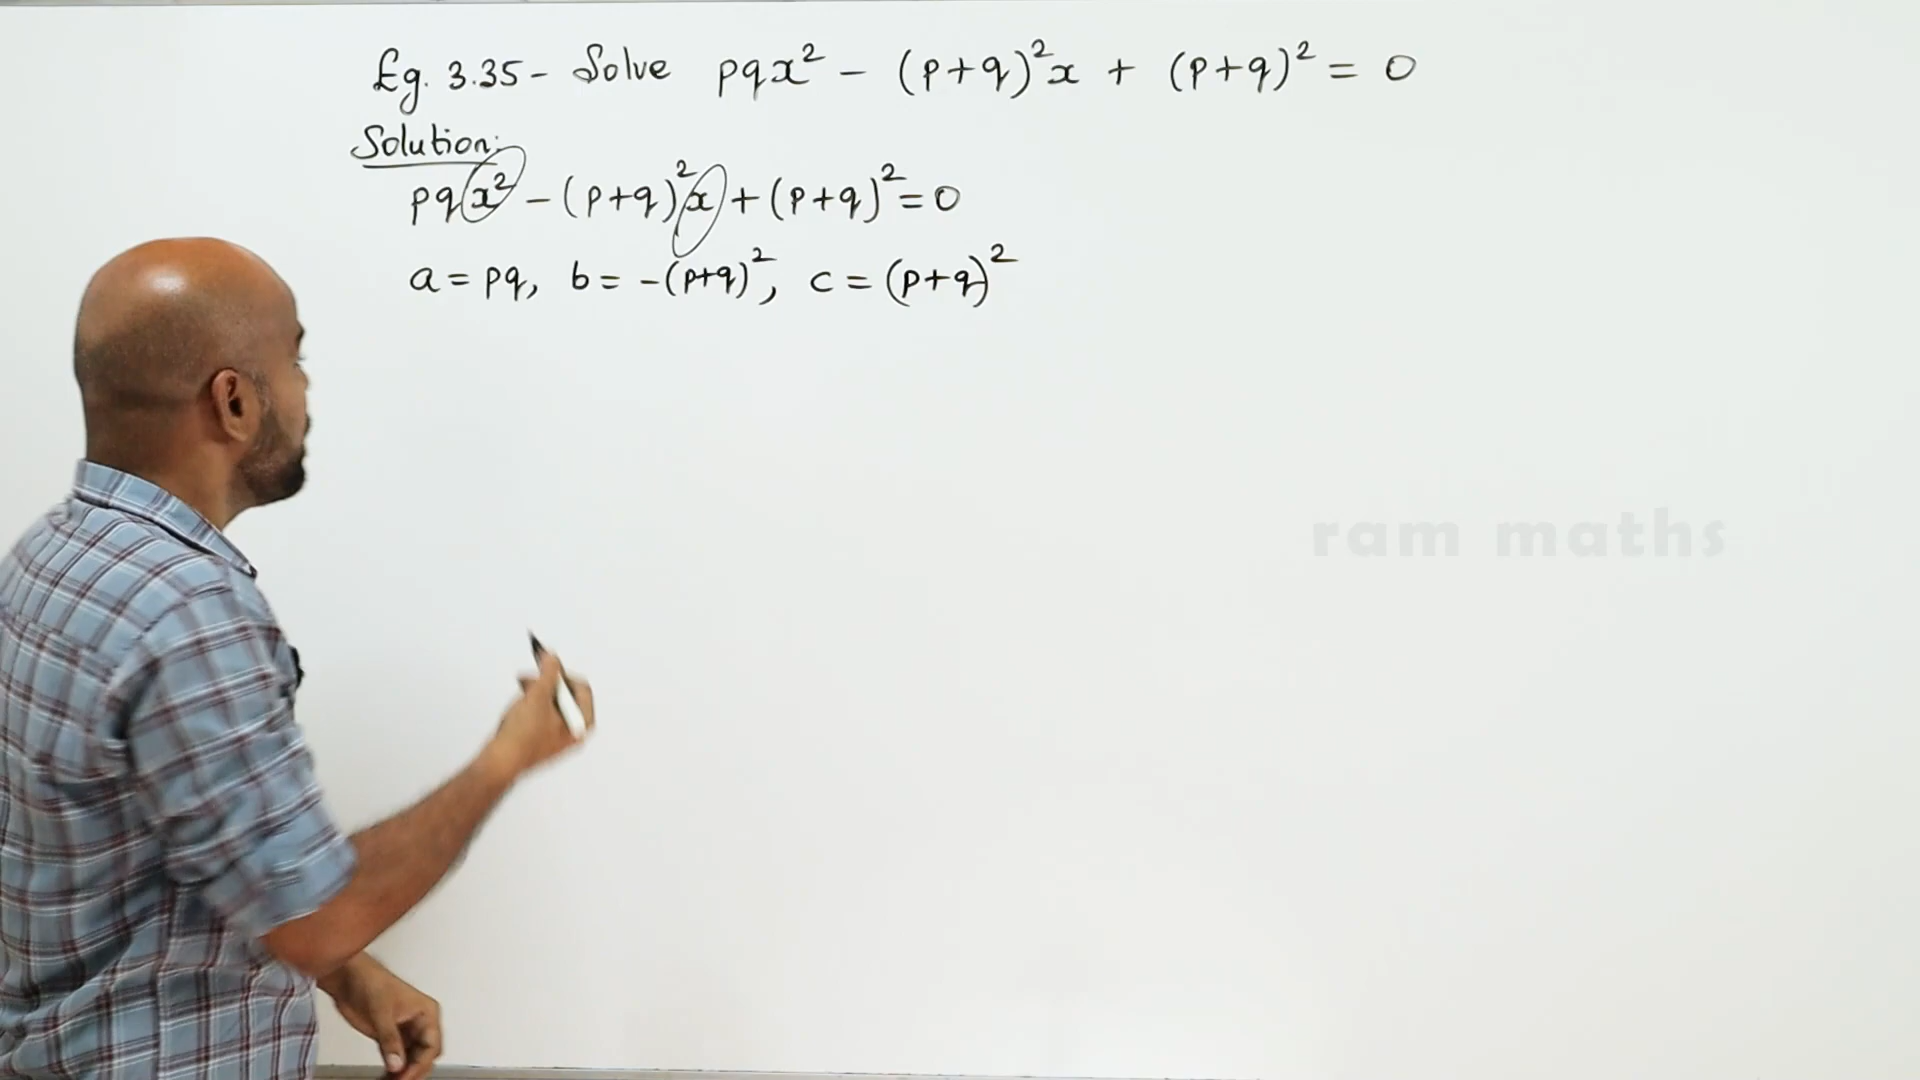 Eg. 3.35 - Solve pqx² - (p+q)²x + (p+q)² = 0
Solution:
pqx² - (p+q)²x + (p+q)² = 0
a = pq, b = -(p+q)², c = (p+q)²
ram maths